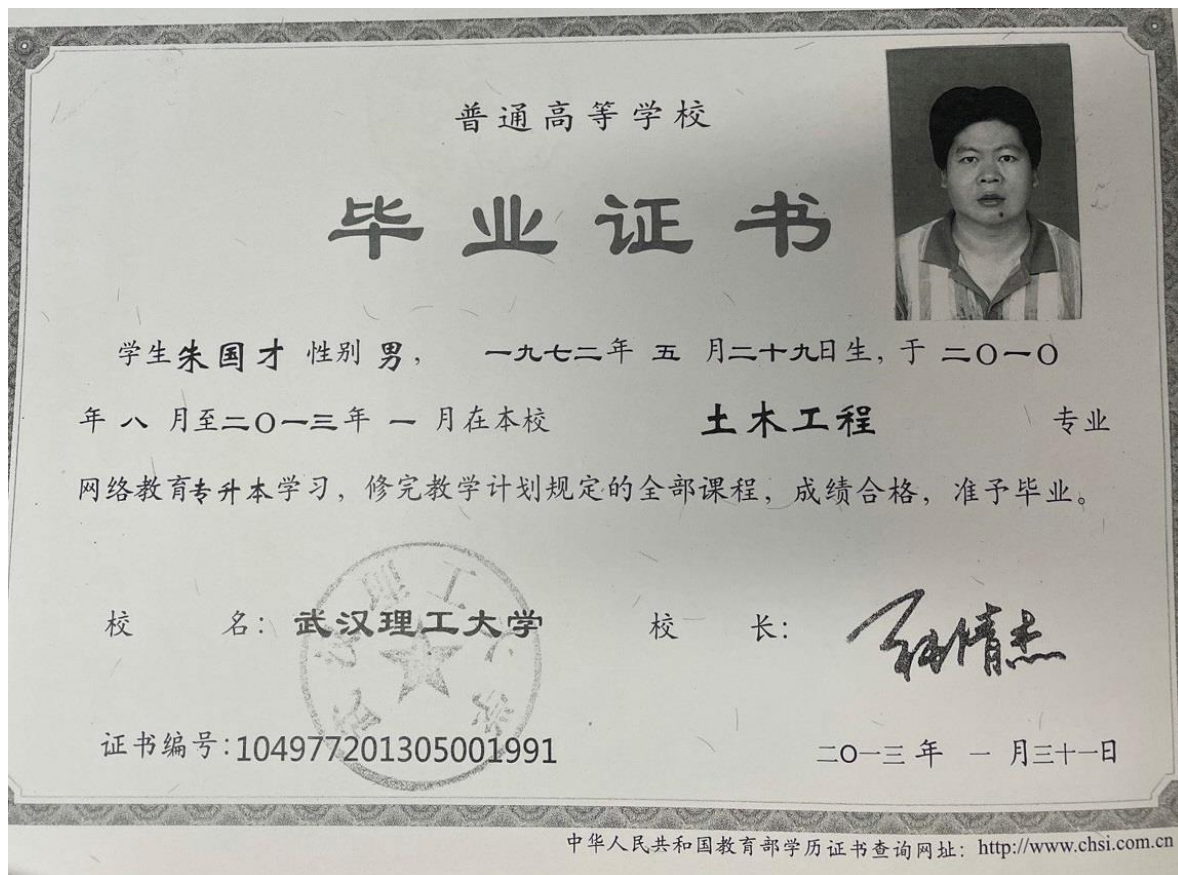 普通高等学校
毕业证书
学生朱国才 性别 男， 一九七二年 五 月二十九日生，于 二〇一〇
年 八 月至二〇一三年 一 月在本校 土木工程 专业
网络教育专升本学习，修完教学计划规定的全部课程，成绩合格，准予毕业。
校 名：武汉理工大学 校 长：
证书编号：104977201305001991 二〇一三 年 一 月三十一日
中华人民共和国教育部学历证书查询网址：http://www.chsi.com.cn